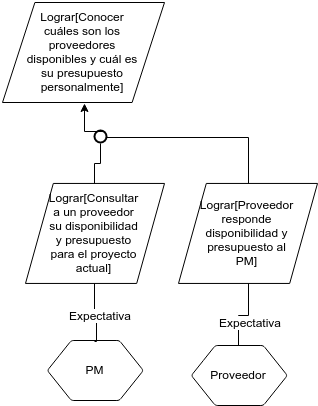 Lograr[Conocer
cuáles son los
proveedores
disponibles y cuál es
su presupuesto
personalmente]
Lograr[Consultar
a un proveedor
su disponibilidad
y presupuesto
para el proyecto
actual]
Lograr[Proveedor
responde
disponibilidad y
presupuesto al
PM]
Expectativa
Expectativa
PM
Proveedor